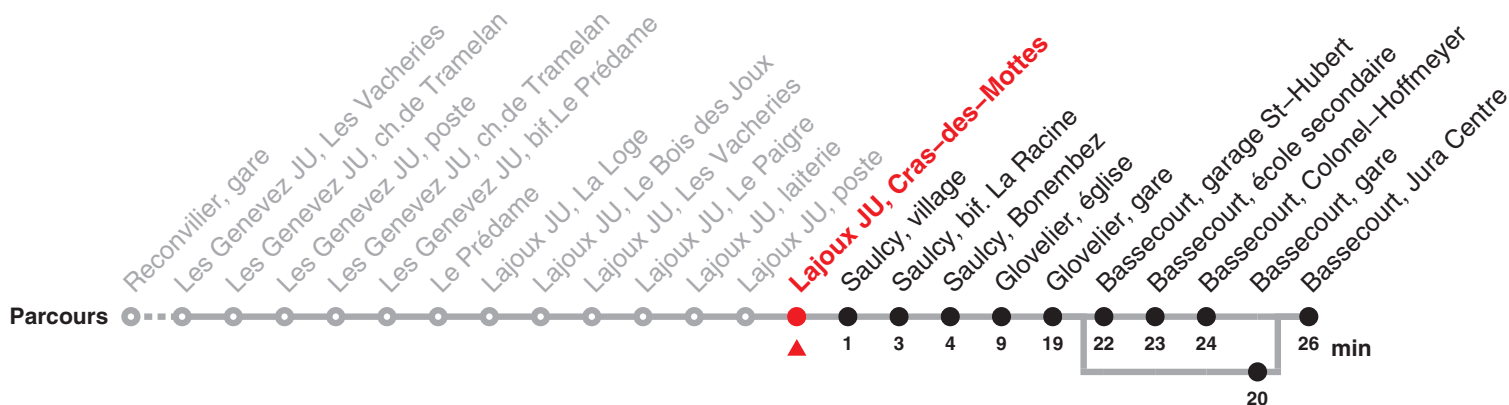 Reconvilier, gare
Les Genevez JU, Les Vacheries
Les Genevez JU, ch.de Tramelan
Les Genevez JU, poste
Les Genevez JU, ch.de Tramelan
Les Genevez JU, bif.Le Prédame
Le Prédame
Lajoux JU, La Loge
Lajoux JU, Le Bois des Joux
Lajoux JU, Les Vacheries
Lajoux JU, Le Paigre
Lajoux JU, laiterie
Lajoux JU, poste
Lajoux JU, Cras–des–Mottes
Saulcy, village
Saulcy, bif. La Racine
Saulcy, Bonembez
Glovelier, église
Glovelier, gare
Bassecourt, garage St–Hubert
Bassecourt, école secondaire
Bassecourt, Colonel–Hoffmeyer
Bassecourt, gare
Bassecourt, Jura Centre
Parcours
1 3 4 9 19 22 23 24 26 min
20